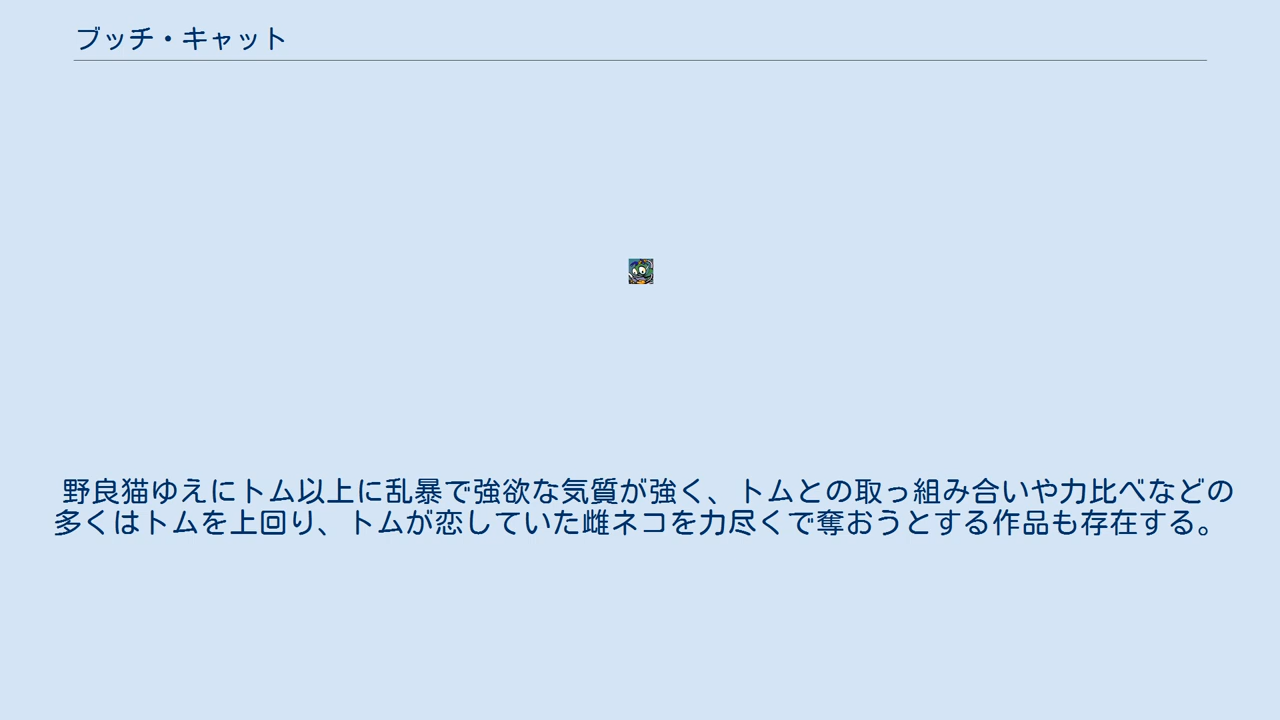 ブッチ・キャット
野良猫ゆえにトム以上に乱暴で強欲な気質が強く、トムとの取っ組み合いや力比べなどの
多くはトムを上回り、トムが恋していた雌ネコを力尽くで奪おうとする作品も存在する。